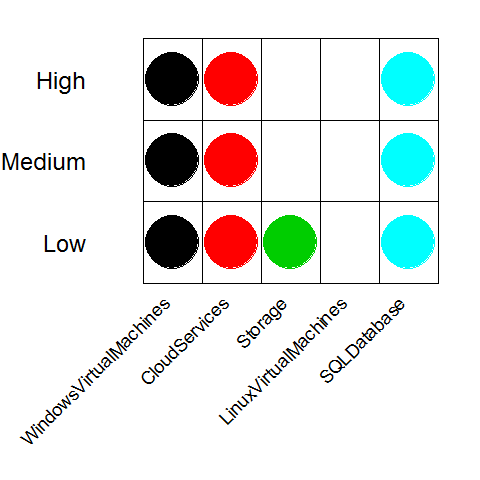 High
Medium
Low
WindowsVirtualMachines
CloudServices
Storage
LinuxVirtualMachines
SQLDatabase